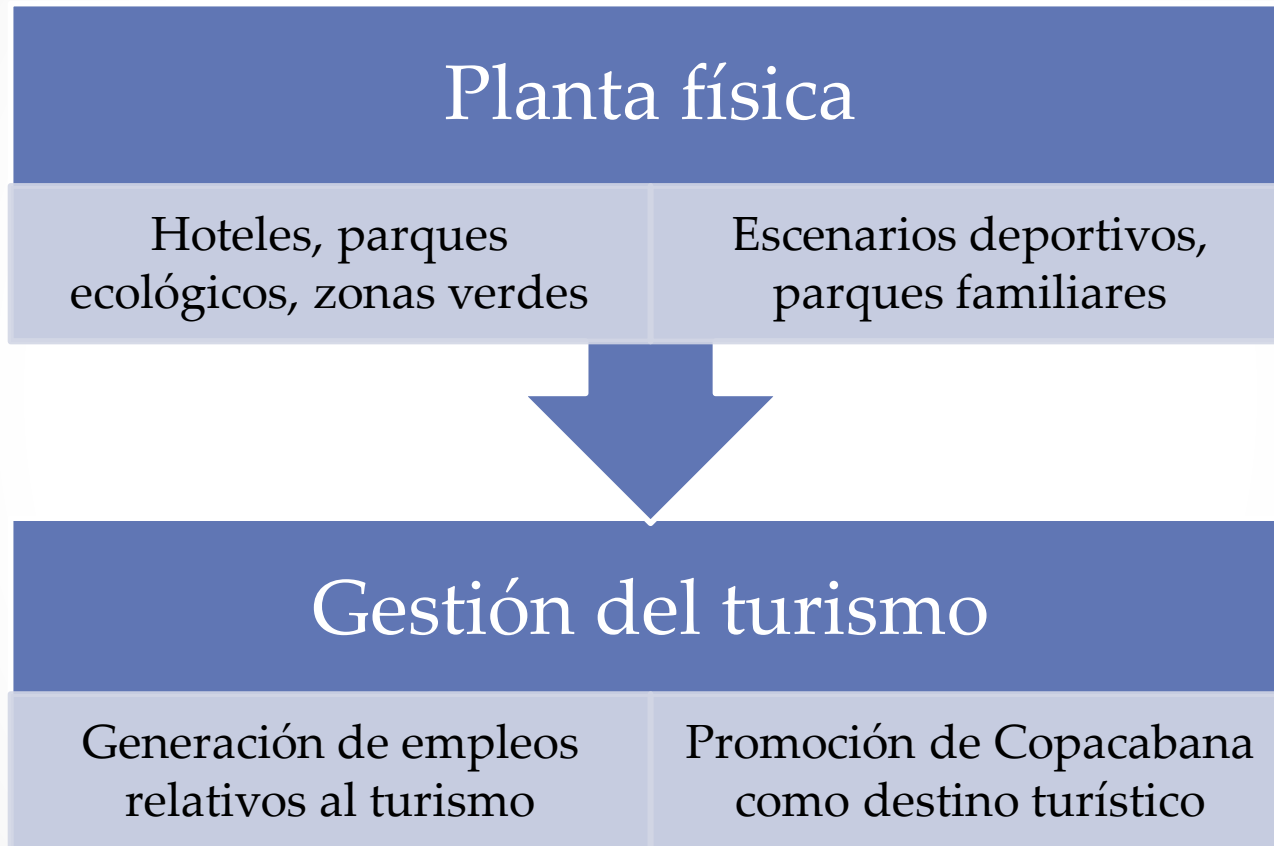 Planta física
Hoteles, parques
ecológicos, zonas verdes
Escenarios deportivos,
parques familiares
Gestión del turismo
Generación de empleos
relativos al turismo
Promoción de Copacabana
como destino turístico